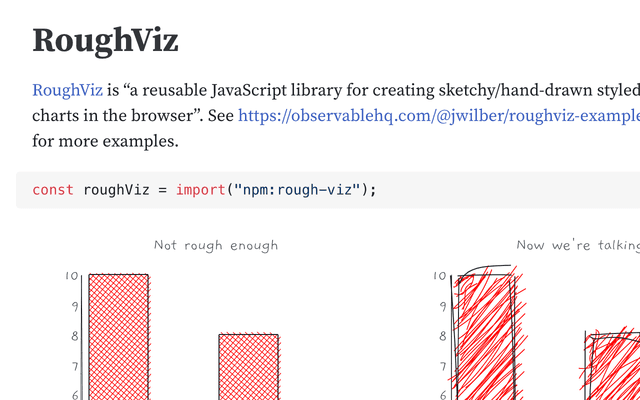 RoughViz
RoughViz is “a reusable JavaScript library for creating sketchy/hand-drawn styled
charts in the browser”. See https://observablehq.com/@jwilber/roughviz-example
for more examples.
const roughViz = import("npm:rough-viz");
Not rough enough
Now we're talking
10
9
8
7
6
10
9
8
7
6